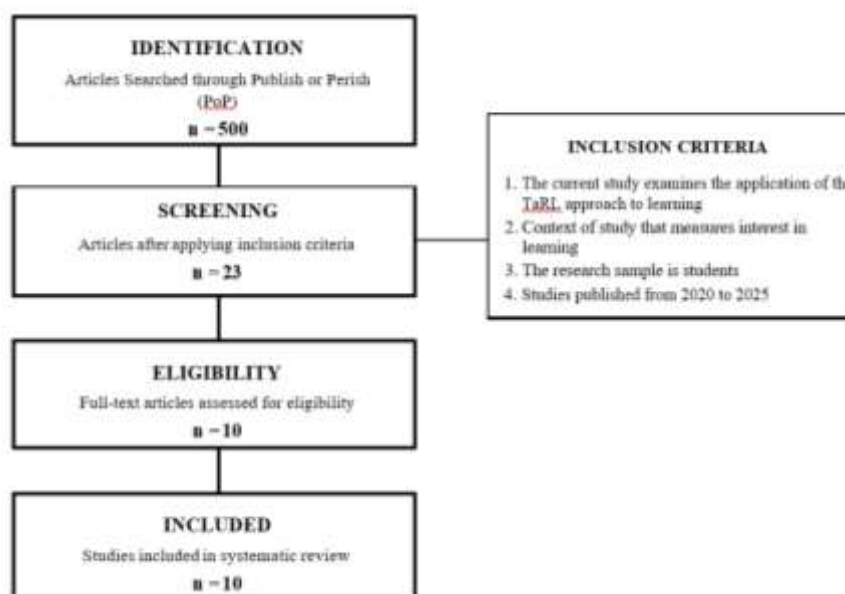 IDENTIFICATION
Articles Searched through Publish or Perish
(PoP)
n = 500
SCREENING
Articles after applying inclusion criteria
n = 23
ELIGIBILITY
Full-text articles assessed for eligibility
n = 10
INCLUDED
Studies included in systematic review
n = 10
INCLUSION CRITERIA
1. The current study examines the application of th
TaRL approach to learning
2. Context of study that measures interest in
learning
3. The research sample is students
4. Studies published from 2020 to 2025